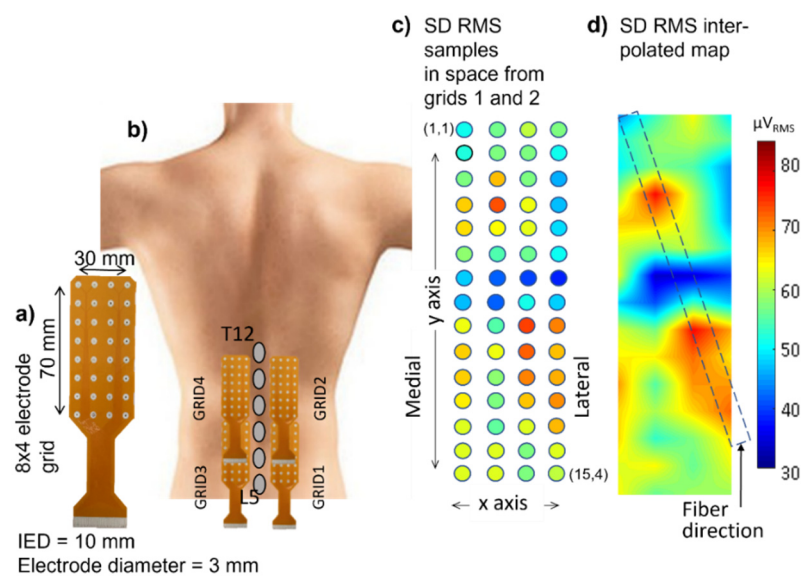 a)
30 mm
70 mm
8x4 electrode
grid
IED = 10 mm
Electrode diameter = 3 mm
b)
T12
GRID4
GRID2
GRID3
GRID1
L5
c) SD RMS
samples
in space from
grids 1 and 2
(1,1)
y axis
Medial
Lateral
(15,4)
x axis
d) SD RMS inter-
polated map
µVRMS
80
70
60
50
40
30
Fiber
direction